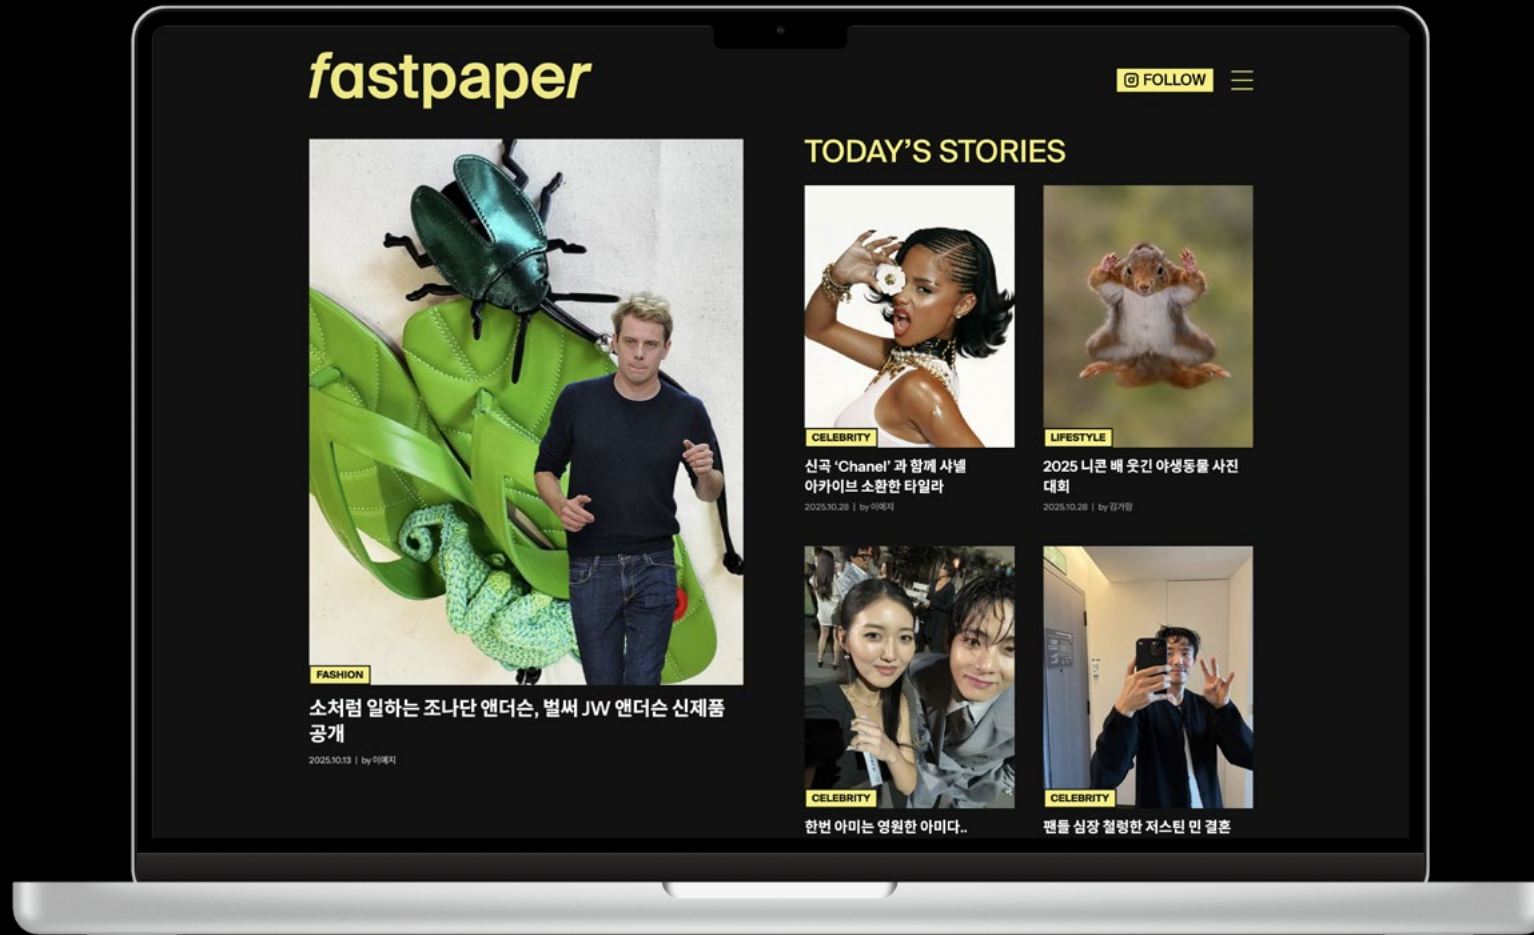 fastpaper
FOLLOW
FASHION
소처럼 일하는 조나단 앤더슨, 벌써 JW 앤더슨 신제품
공개
2025.10.13 | by 이예지
TODAY’S STORIES
CELEBRITY
신곡 ‘Chanel’ 과 함께 샤넬
아카이브 소환한 타일라
2025.10.28 | by 이예지
LIFESTYLE
2025 니콘 배 웃긴 야생동물 사진
대회
2025.10.28 | by 김가람
CELEBRITY
한번 아미는 영원한 아미다..
CELEBRITY
팬들 심장 철렁한 저스틴 민 결혼